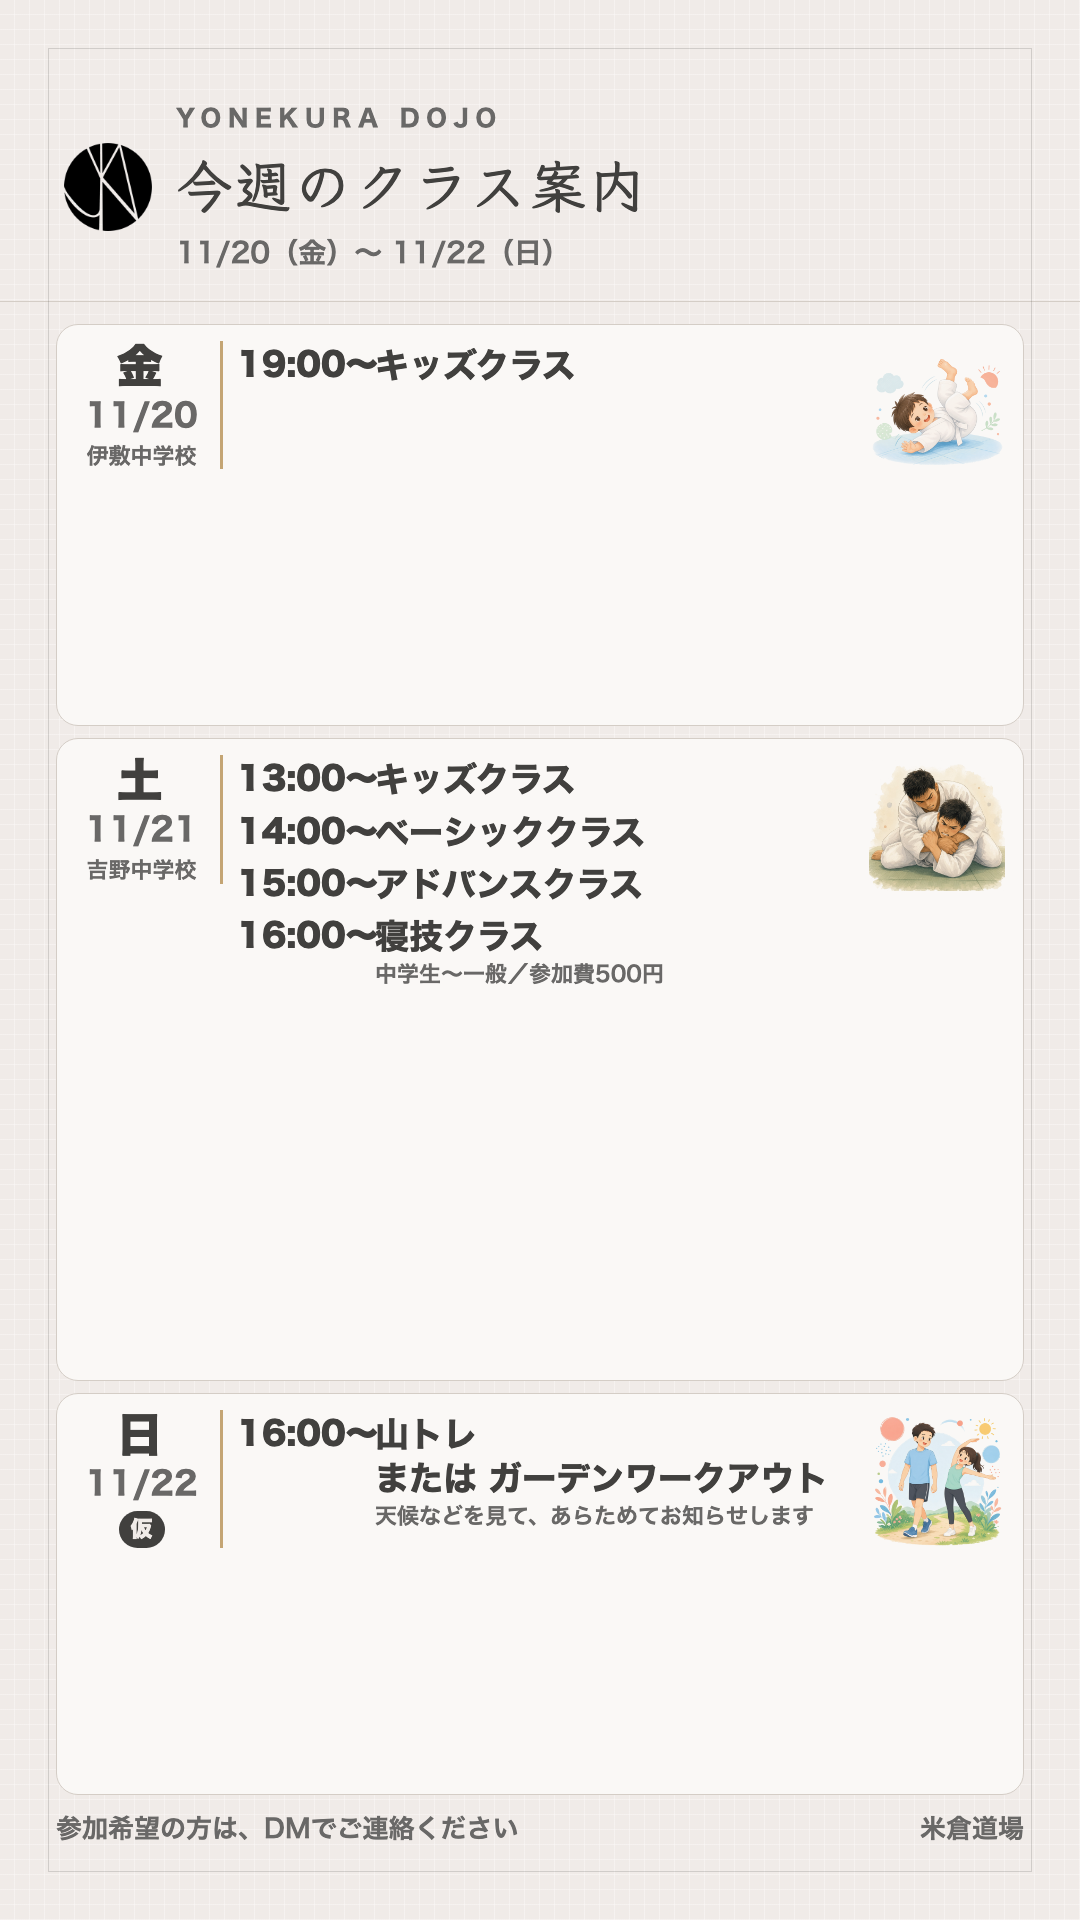 YONEKURA DOJO
今週のクラス案内
11/20（金）〜 11/22（日）
金
11/20
伊敷中学校
19:00〜キッズクラス
土
11/21
吉野中学校
13:00〜キッズクラス
14:00〜ベーシッククラス
15:00〜アドバンスクラス
16:00〜寝技クラス
中学生〜一般／参加費500円
日
11/22
仮
16:00〜山トレ
または ガーデンワークアウト
天候などを見て、あらためてお知らせします
参加希望の方は、DMでご連絡ください
米倉道場